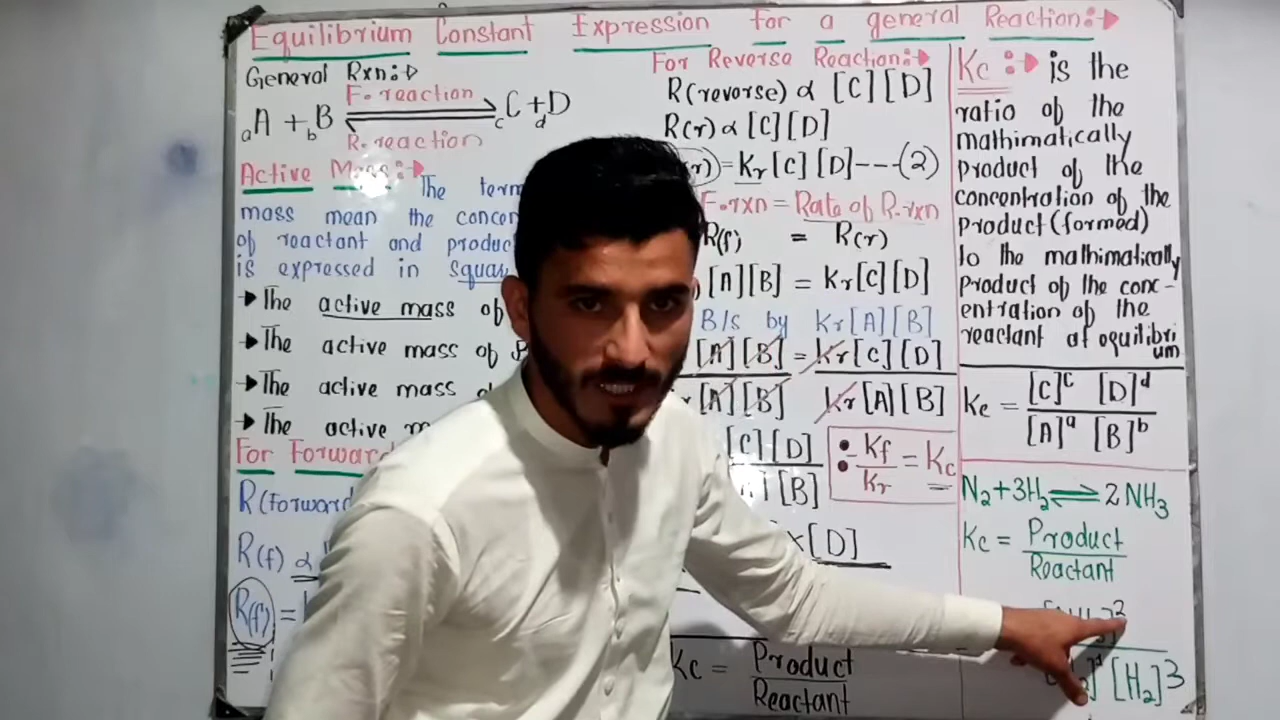 Equilibrium Constant Expression for a general Reaction:→
General Rxn:→
F. reaction
aA + bB ⇌ cC + dD
R. reaction
Active Mass:→ The term
mass mean the concen
of reactant and produc
is expressed in Squar
→ The active mass of
→ The active mass of
→ The active mass
→ The active
For Forward
R(forward
R(f) ∝
R(f) =
For Reverse Reaction:→
R(reverse) ∝ [C][D]
R(r) ∝ [C][D]
(r) = Kr[C][D]----(2)
F.rxn = Rate of R.rxn
R(f) = R(r)
[A][B] = Kr[C][D]
B/s by Kr[A][B]
[A][B] = Kr[C][D]
[A][B] Kr[A][B]
[C][D]
[B]
∴ Kf/Kr = Kc
x[D]
Kc = Product
Reactant
Kc :→ is the
ratio of the
mathimatically
product of the
concentration of the
product (formed)
to the mathimatically
product of the conc-
entration of the
reactant at equilibri
um
Kc = [C]ᶜ [D]ᵈ
[A]ᵃ [B]ᵇ
N₂+3H₂ ⇌ 2NH₃
Kc = Product
Reactant
]²
[H₂]³